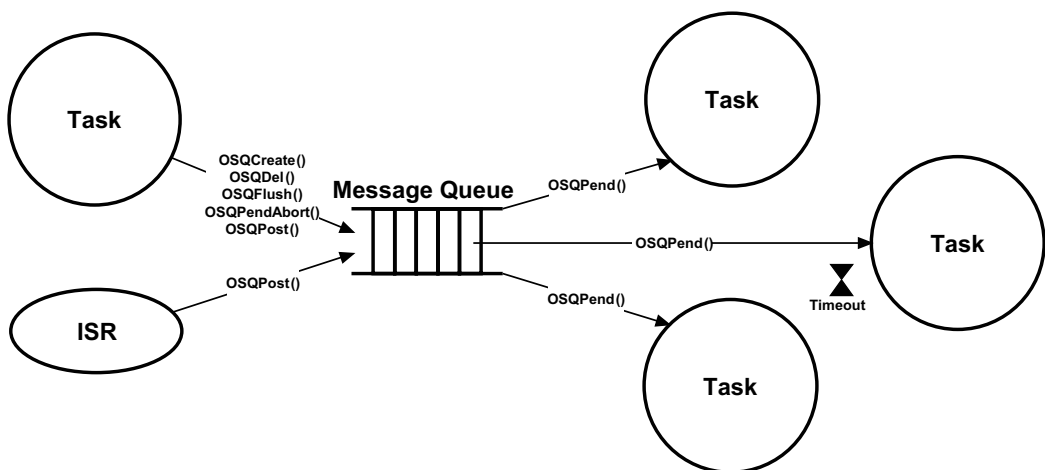 Task
OSQCreate()
OSQDel()
OSQFlush()
OSQPendAbort()
OSQPost()
ISR
OSQPost()
Message Queue
OSQPend()
Task
OSQPend()
Task
Timeout
OSQPend()
Task